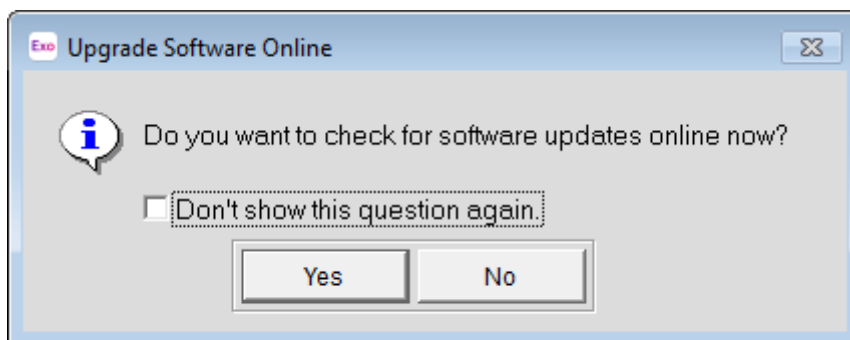 Exo Upgrade Software Online
Do you want to check for software updates online now?
Don't show this question again.
Yes No